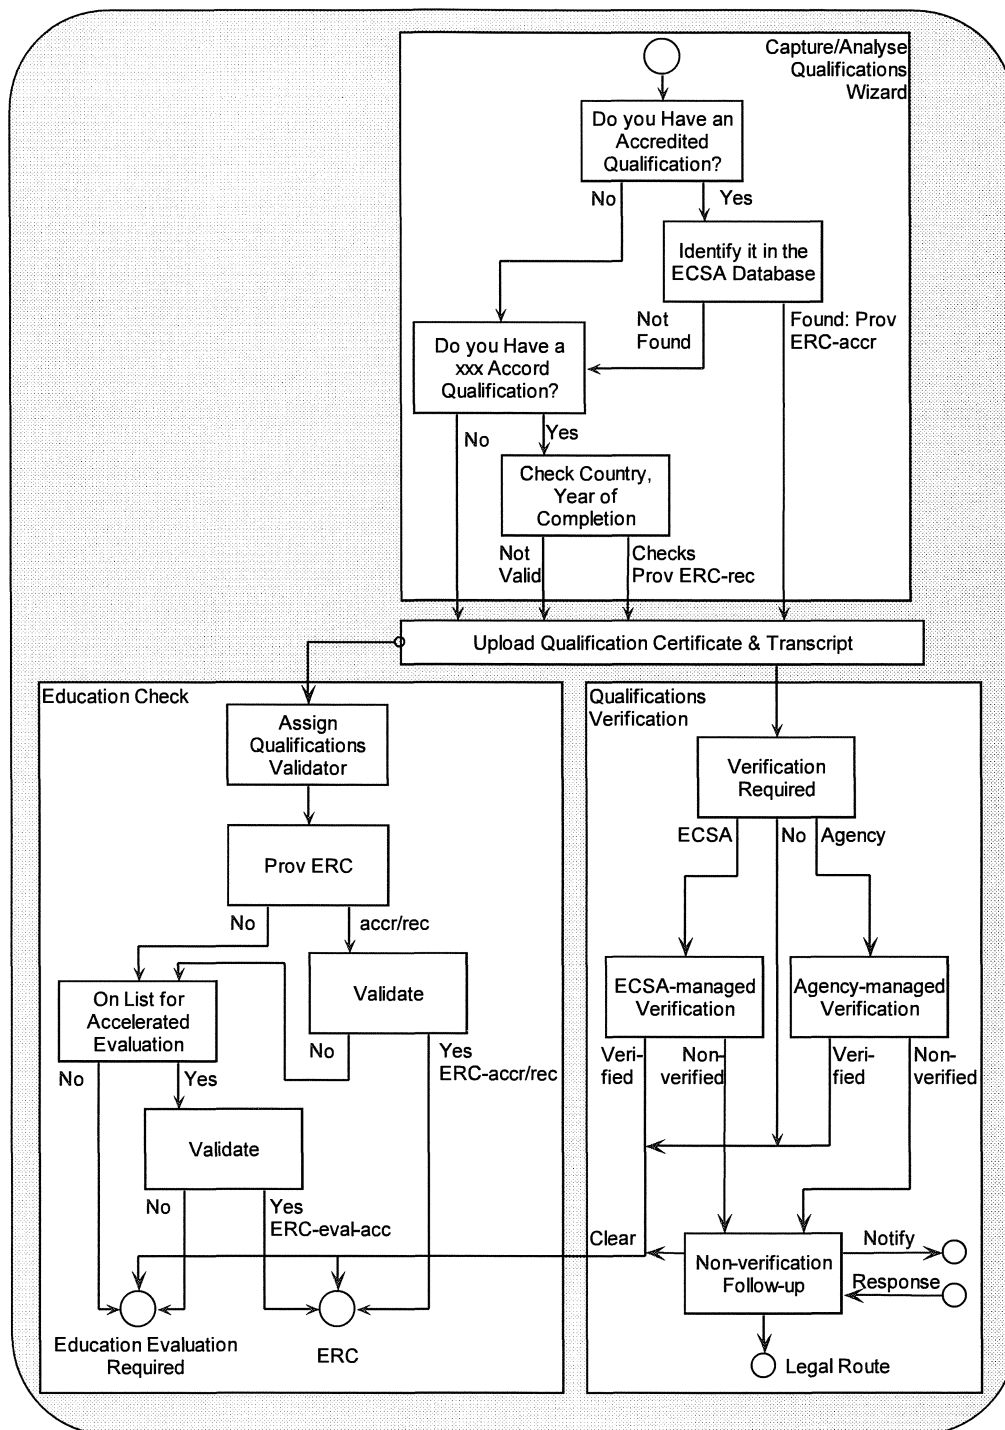 Capture/Analyse
Qualifications
Wizard
Do you Have an
Accredited
Qualification?
No
Yes
Identify it in the
ECSA Database
Not
Found
Found: Prov
ERC-accr
Do you Have a
xxx Accord
Qualification?
No
Yes
Check Country,
Year of
Completion
Not
Valid
Checks
Prov ERC-rec
Upload Qualification Certificate & Transcript
Education Check
Assign
Qualifications
Validator
Prov ERC
No
accr/rec
On List for
Accelerated
Evaluation
Validate
No
Yes
ERC-accr/rec
No
Yes
Validate
No
Yes
ERC-eval-acc
Education Evaluation
Required
ERC
Qualifications
Verification
Verification
Required
ECSA
No
Agency
ECSA-managed
Verification
Agency-managed
Verification
Veri-
fied
Non-
verified
Veri-
fied
Non-
verified
Clear
Non-verification
Follow-up
Notify
Response
Legal Route